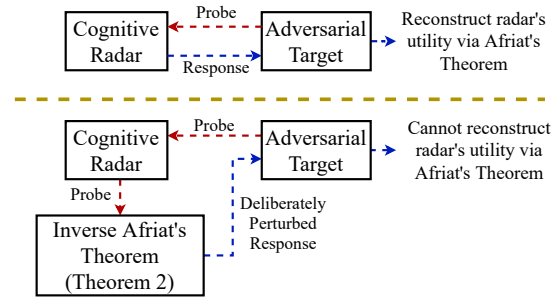 Probe
Cognitive
Radar
Adversarial
Target
Response
Reconstruct radar's
utility via Afriat's
Theorem
Probe
Cognitive
Radar
Adversarial
Target
Cannot reconstruct
radar's utility via
Afriat's Theorem
Probe
Deliberately
Perturbed
Response
Inverse Afriat's
Theorem
(Theorem 2)